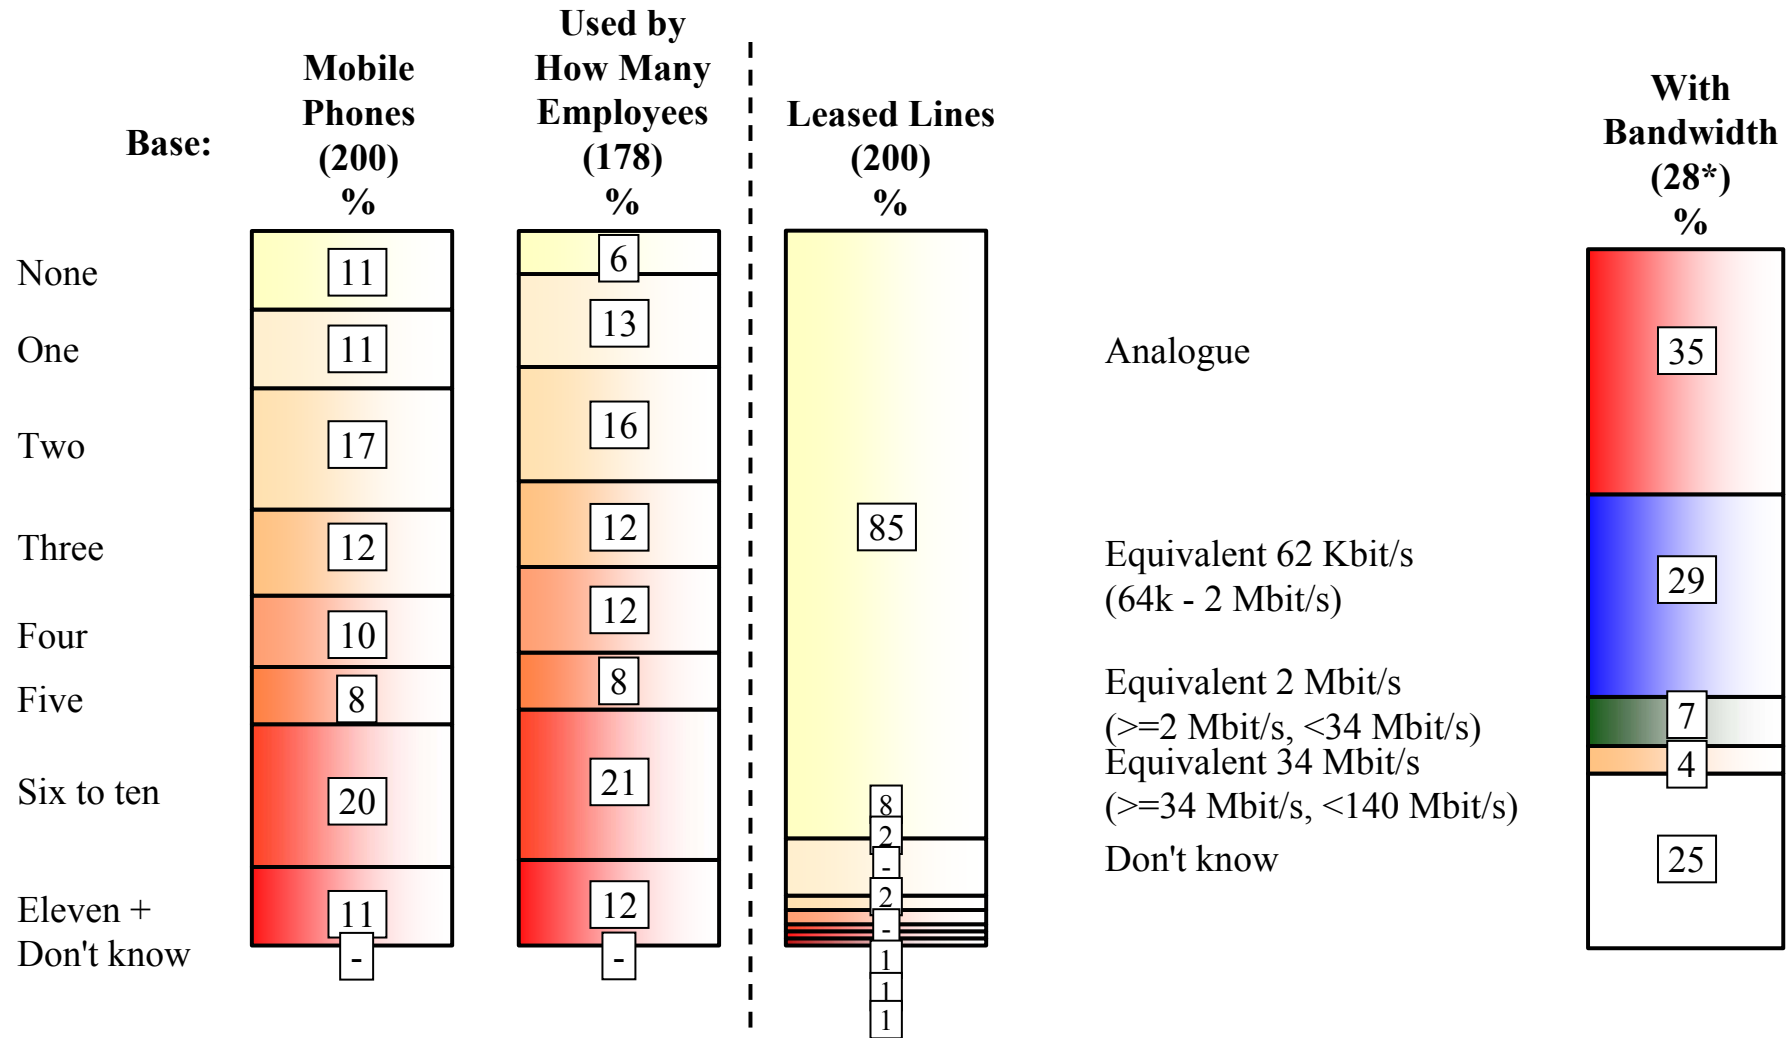 Base:
Mobile
Phones
(200)
%
Used by
How Many
Employees
(178)
%
Leased Lines
(200)
%
With
Bandwidth
(28*)
%
None
One
Two
Three
Four
Five
Six to ten
Eleven +
Don't know
11
11
17
12
10
8
20
11
-
6
13
16
12
12
8
21
12
-
85
8
2
-
2
-
1
1
1
Analogue
Equivalent 62 Kbit/s
(64k - 2 Mbit/s)
Equivalent 2 Mbit/s
(>=2 Mbit/s, <34 Mbit/s)
Equivalent 34 Mbit/s
(>=34 Mbit/s, <140 Mbit/s)
Don't know
35
29
7
4
25